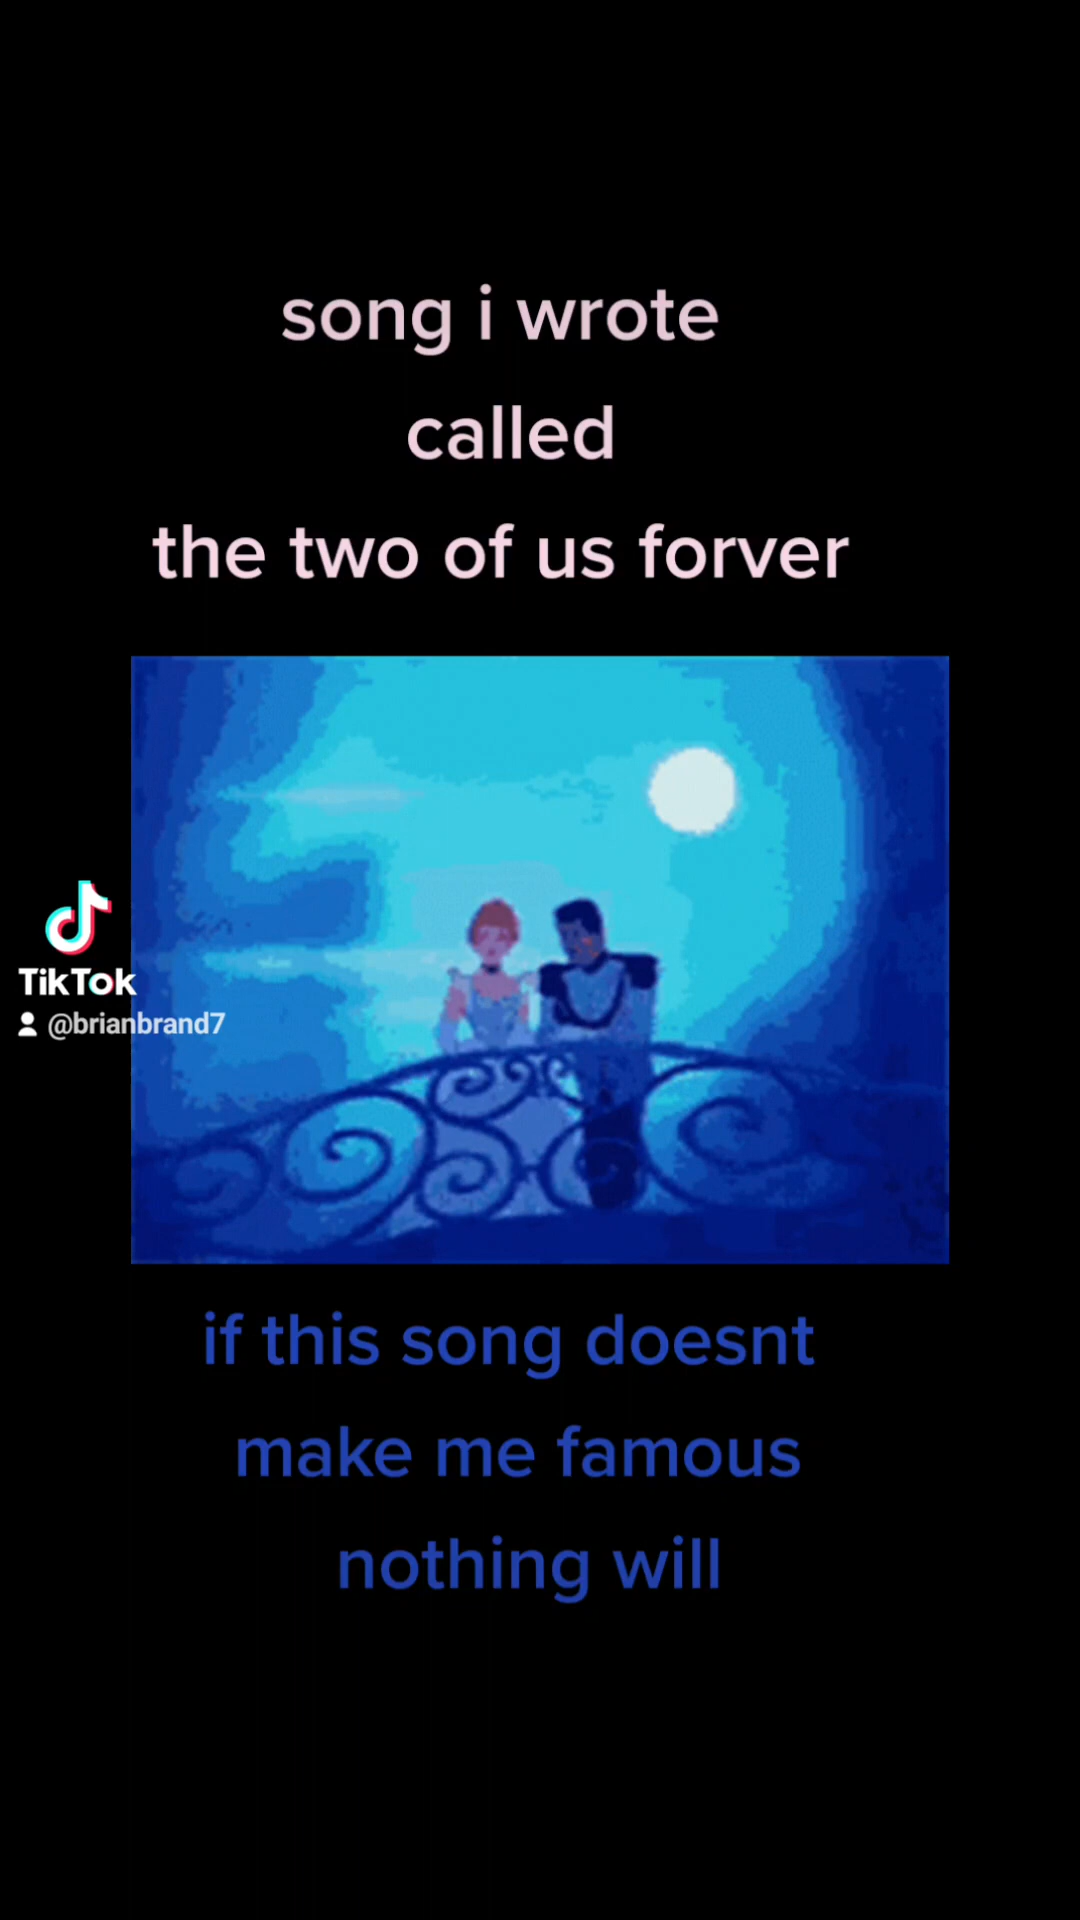 song i wrote
called
the two of us forver
TikTok
@brianbrand7
if this song doesnt
make me famous
nothing will